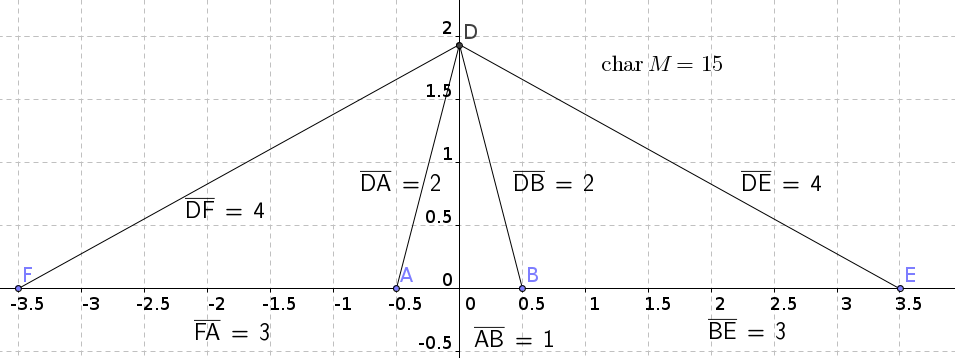 2
D
char M = 15
1.5
1
DA = 2
DB = 2
DE = 4
DF = 4
0.5
F
A
B
E
0
-3.5 -3 -2.5 -2 -1.5 -1 -0.5 0 0.5 1 1.5 2 2.5 3 3.5
FA = 3
AB = 1
BE = 3
-0.5